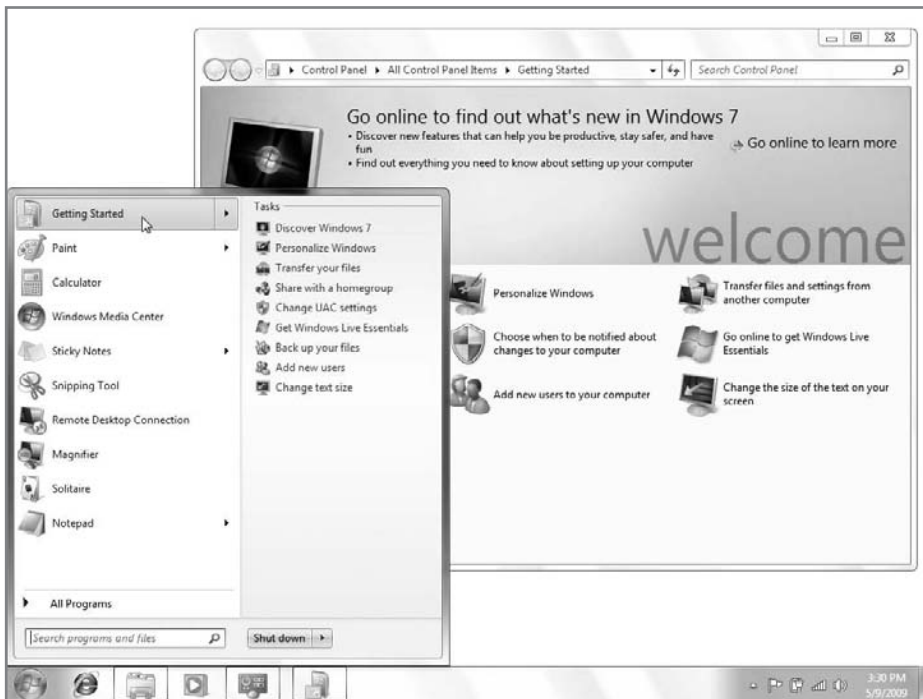 Control Panel ▸ All Control Panel Items ▸ Getting Started
Search Control Panel
Go online to find out what's new in Windows 7
• Discover new features that can help you be productive, stay safer, and have
fun
• Find out everything you need to know about setting up your computer
Go online to learn more
welcome
Personalize Windows
Transfer files and settings from
another computer
Choose when to be notified about
changes to your computer
Go online to get Windows Live
Essentials
Add new users to your computer
Change the size of the text on your
screen
Getting Started
Paint
Calculator
Windows Media Center
Sticky Notes
Snipping Tool
Remote Desktop Connection
Magnifier
Solitaire
Notepad
All Programs
Search programs and files
Shut down
Tasks
Discover Windows 7
Personalize Windows
Transfer your files
Share with a homegroup
Change UAC settings
Get Windows Live Essentials
Back up your files
Add new users
Change text size
3:30 PM
5/9/2009